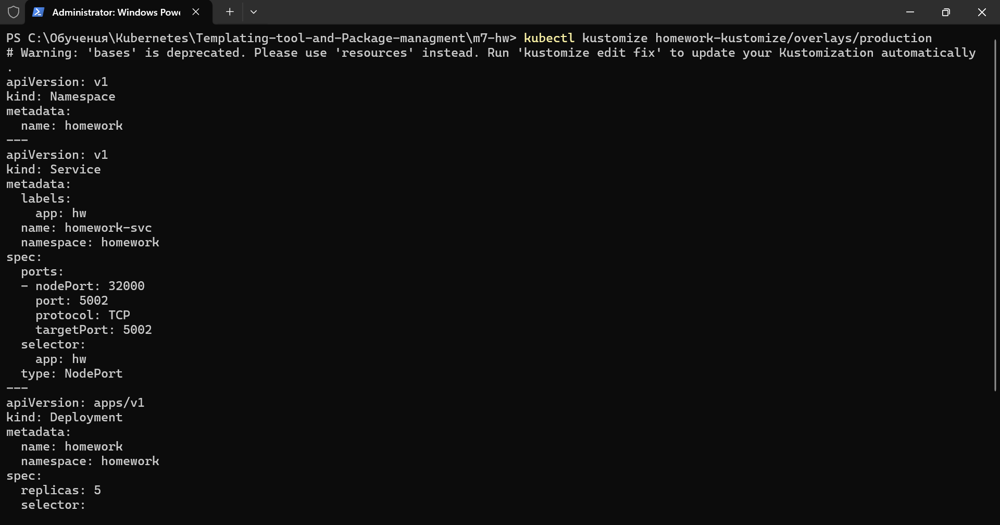 Administrator: Windows Powe
PS C:\Обучения\Kubernetes\Templating-tool-and-Package-managment\m7-hw> kubectl kustomize homework-kustomize/overlays/production
# Warning: 'bases' is deprecated. Please use 'resources' instead. Run 'kustomize edit fix' to update your Kustomization automatically
.
apiVersion: v1
kind: Namespace
metadata:
  name: homework
---
apiVersion: v1
kind: Service
metadata:
  labels:
    app: hw
  name: homework-svc
  namespace: homework
spec:
  ports:
  - nodePort: 32000
    port: 5002
    protocol: TCP
    targetPort: 5002
  selector:
    app: hw
  type: NodePort
---
apiVersion: apps/v1
kind: Deployment
metadata:
  name: homework
  namespace: homework
spec:
  replicas: 5
  selector: